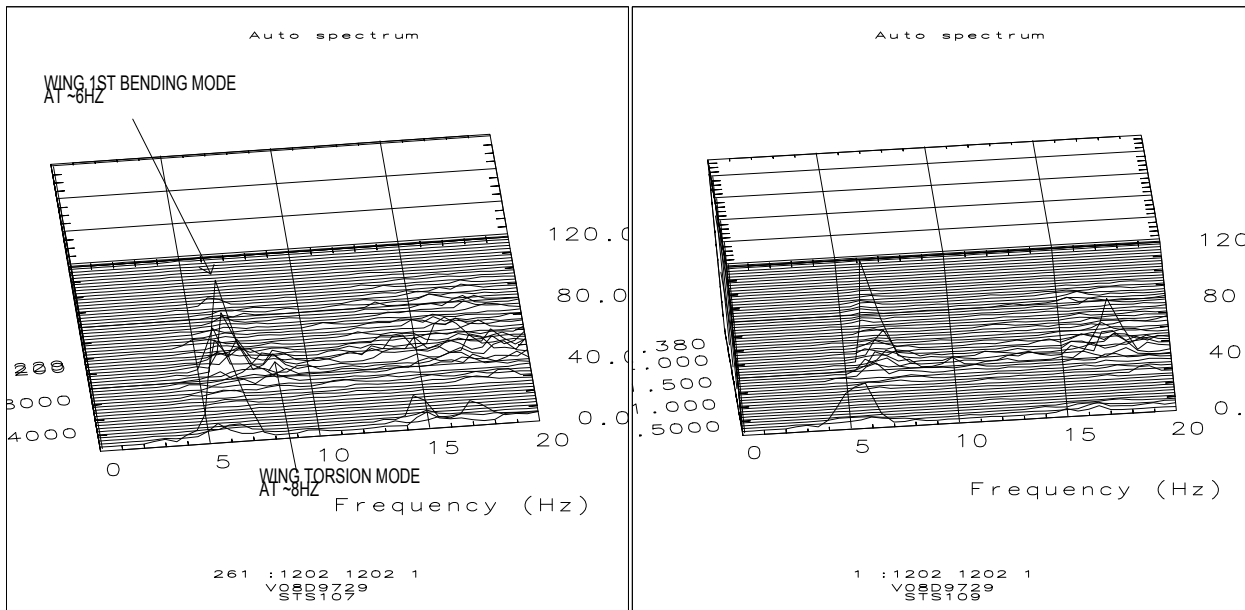 Auto spectrum
WING 1ST BENDING MODE
AT ~6HZ
120.0
80.0
40.0
0.0
8000
4000
0
5
10
15
20
WING TORSION MODE
AT ~8HZ
Frequency (Hz)
261 :1202 1202 1
V08D9729
STS107
Auto spectrum
120
80
40
0.
.380
.000
.500
1.000
.5000
0
5
10
15
20
Frequency (Hz)
1 :1202 1202 1
V08D9729
STS109